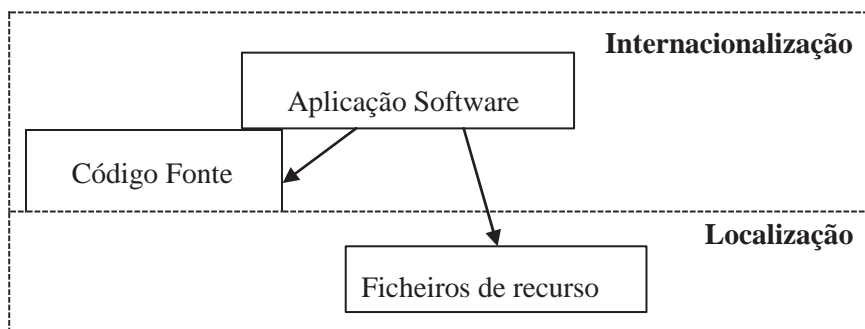 Internacionalização
Aplicação Software
Código Fonte
Localização
Ficheiros de recurso